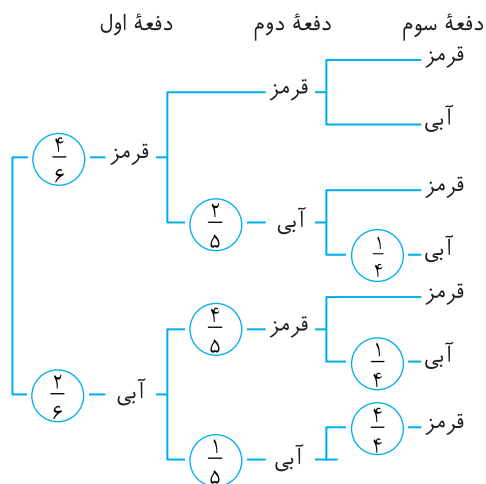 دفعهٔ اول دفعهٔ دوم دفعهٔ سوم
قرمز
قرمز
آبی
۴/۶ قرمز
قرمز
۲/۵ آبی
۱/۴ آبی
قرمز
۴/۵ قرمز
۱/۴ آبی
۲/۶ آبی
۴/۴ قرمز
۱/۵ آبی